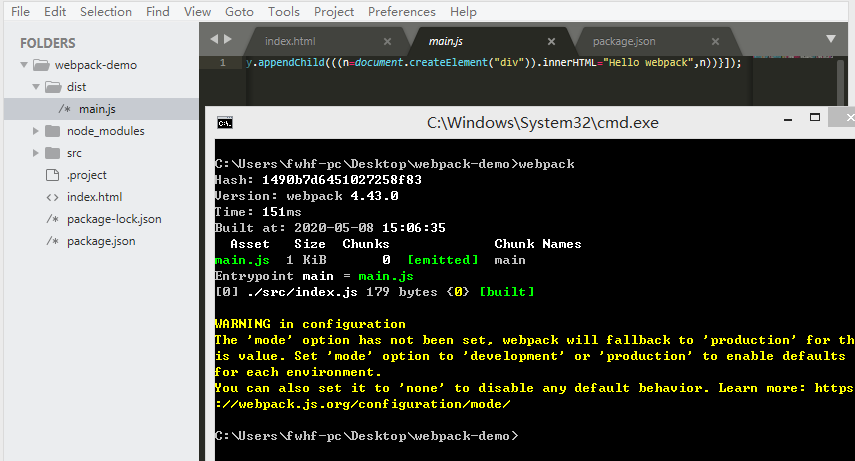 File Edit Selection Find View Goto Tools Project Preferences Help
FOLDERS
webpack-demo
dist
/* main.js
node_modules
src
.project
<> index.html
/* package-lock.json
/* package.json
index.html × main.js × package.json ×
1 y.appendChild(((n=document.createElement("div")).innerHTML="Hello webpack",n))}]);
C:\Windows\System32\cmd.exe
C:\Users\fwhf-pc\Desktop\webpack-demo>webpack
Hash: 1490b7d6451027258f83
Version: webpack 4.43.0
Time: 151ms
Built at: 2020-05-08 15:06:35
Asset Size Chunks Chunk Names
main.js 1 KiB 0 [emitted] main
Entrypoint main = main.js
[0] ./src/index.js 179 bytes {0} [built]
WARNING in configuration
The 'mode' option has not been set, webpack will fallback to 'production' for th
is value. Set 'mode' option to 'development' or 'production' to enable defaults
for each environment.
You can also set it to 'none' to disable any default behavior. Learn more: https
://webpack.js.org/configuration/mode/
C:\Users\fwhf-pc\Desktop\webpack-demo>